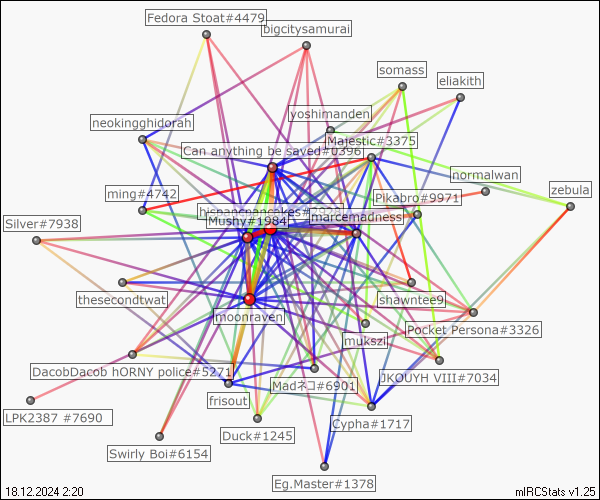 Fedora Stoat#4479
bigcitysamurai
somass
eliakith
yoshimanden
neokingghidorah
Majestic#3375
Can anything be saved#0396
normalwan
ming#4742
Pikabro#9971
zebula
marcemadness
Mushy#1984
Silver#7938
thesecondtwat
shawntee9
moonraven
Pocket Persona#3326
mukszi
DacobDacob hORNY police#5271
JKOUYH VIII#7034
Madネコ#6901
frisout
LPK2387 #7690
Cypha#1717
Duck#1245
Swirly Boi#6154
Eg.Master#1378
18.12.2024 2:20
mIRCStats v1.25